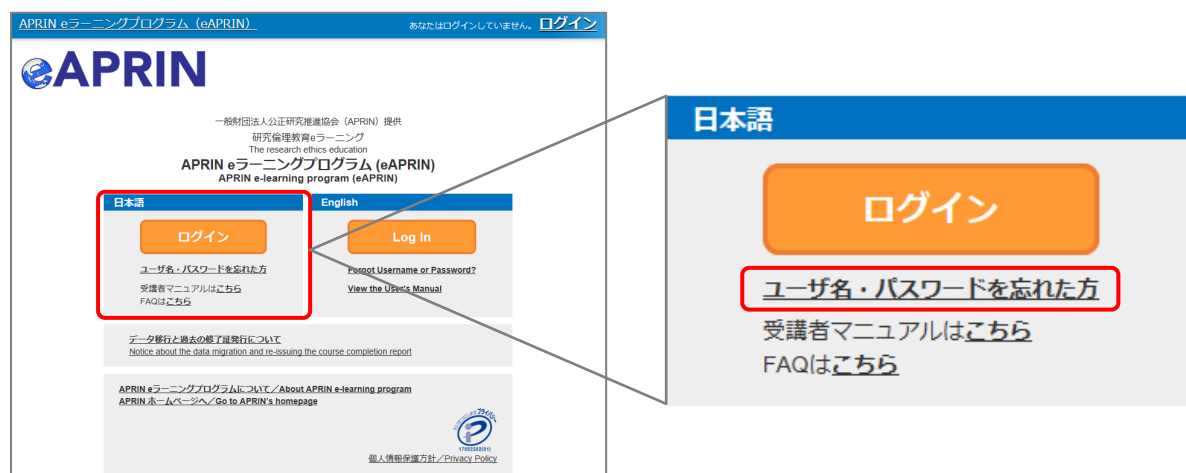 APRIN eラーニングプログラム（eAPRIN）
あなたはログインしていません。 ログイン
eAPRIN
一般財団法人公正研究推進協会（APRIN）提供
研究倫理教育eラーニング
The research ethics education
APRIN eラーニングプログラム (eAPRIN)
APRIN e-learning program (eAPRIN)
日本語
ログイン
ユーザ名・パスワードを忘れた方
受講者マニュアルはこちら
FAQはこちら
English
Log In
Forgot Username or Password?
View the User's Manual
データ移行と過去の修了証発行について
Notice about the data migration and re-issuing the course completion report
APRIN eラーニングプログラムについて／About APRIN e-learning program
APRIN ホームページへ／Go to APRIN's homepage
17003303(01)
個人情報保護方針／Privacy Policy
日本語
ログイン
ユーザ名・パスワードを忘れた方
受講者マニュアルはこちら
FAQはこちら